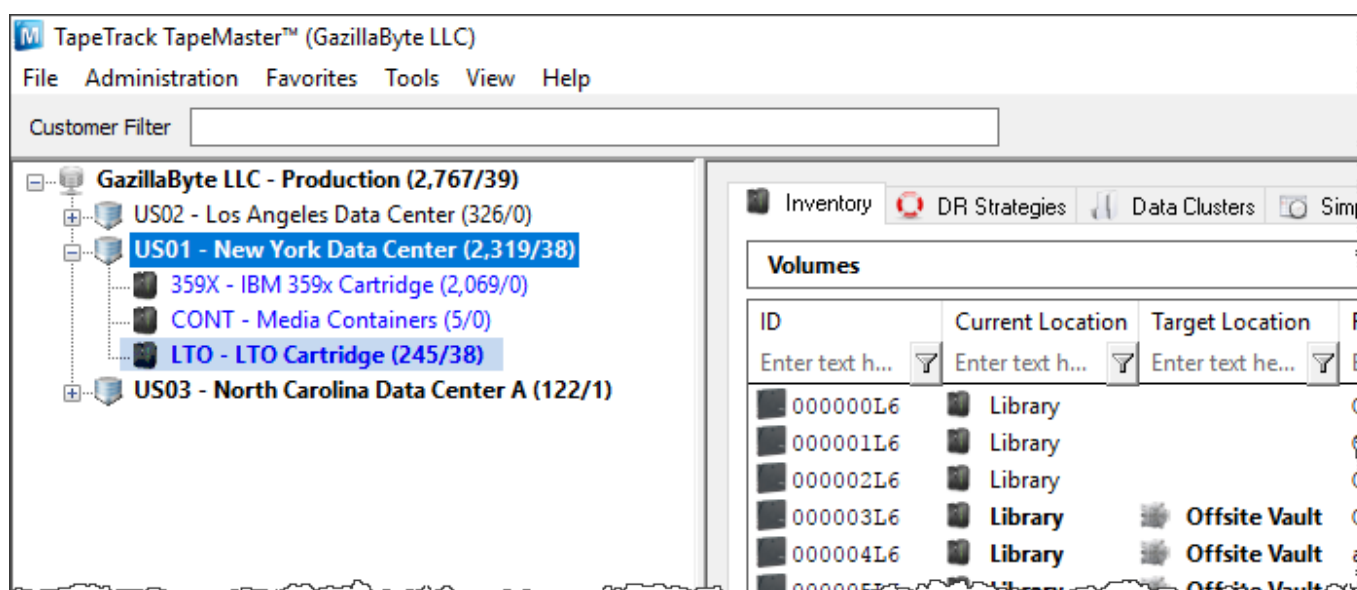 TapeTrack TapeMaster™ (GazillaByte LLC)
File Administration Favorites Tools View Help
Customer Filter
GazillaByte LLC - Production (2,767/39)
US02 - Los Angeles Data Center (326/0)
US01 - New York Data Center (2,319/38)
359X - IBM 359x Cartridge (2,069/0)
CONT - Media Containers (5/0)
LTO - LTO Cartridge (245/38)
US03 - North Carolina Data Center A (122/1)
Inventory DR Strategies Data Clusters
Volumes
ID Current Location Target Location
Enter text h... Enter text h... Enter text he...
000000L6 Library
000001L6 Library
000002L6 Library
000003L6 Library Offsite Vault
000004L6 Library Offsite Vault
Library Offsite Vault